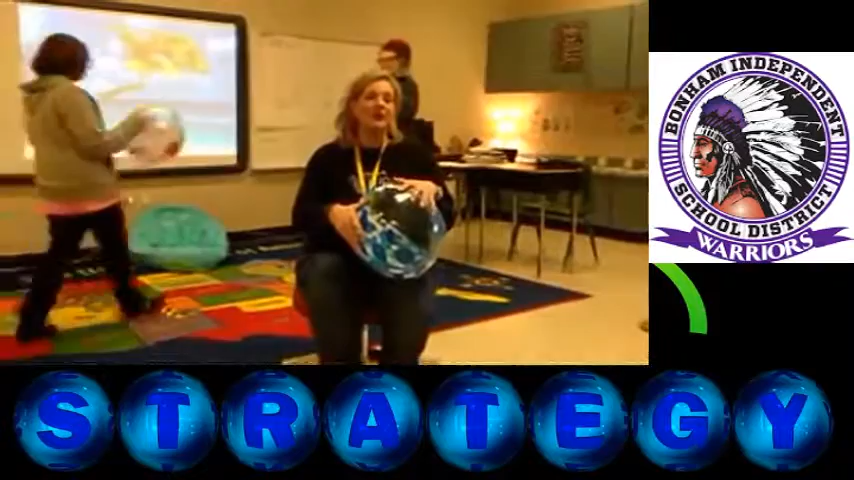 BONHAM INDEPENDENT
SCHOOL DISTRICT
WARRIORS
STRATEGY